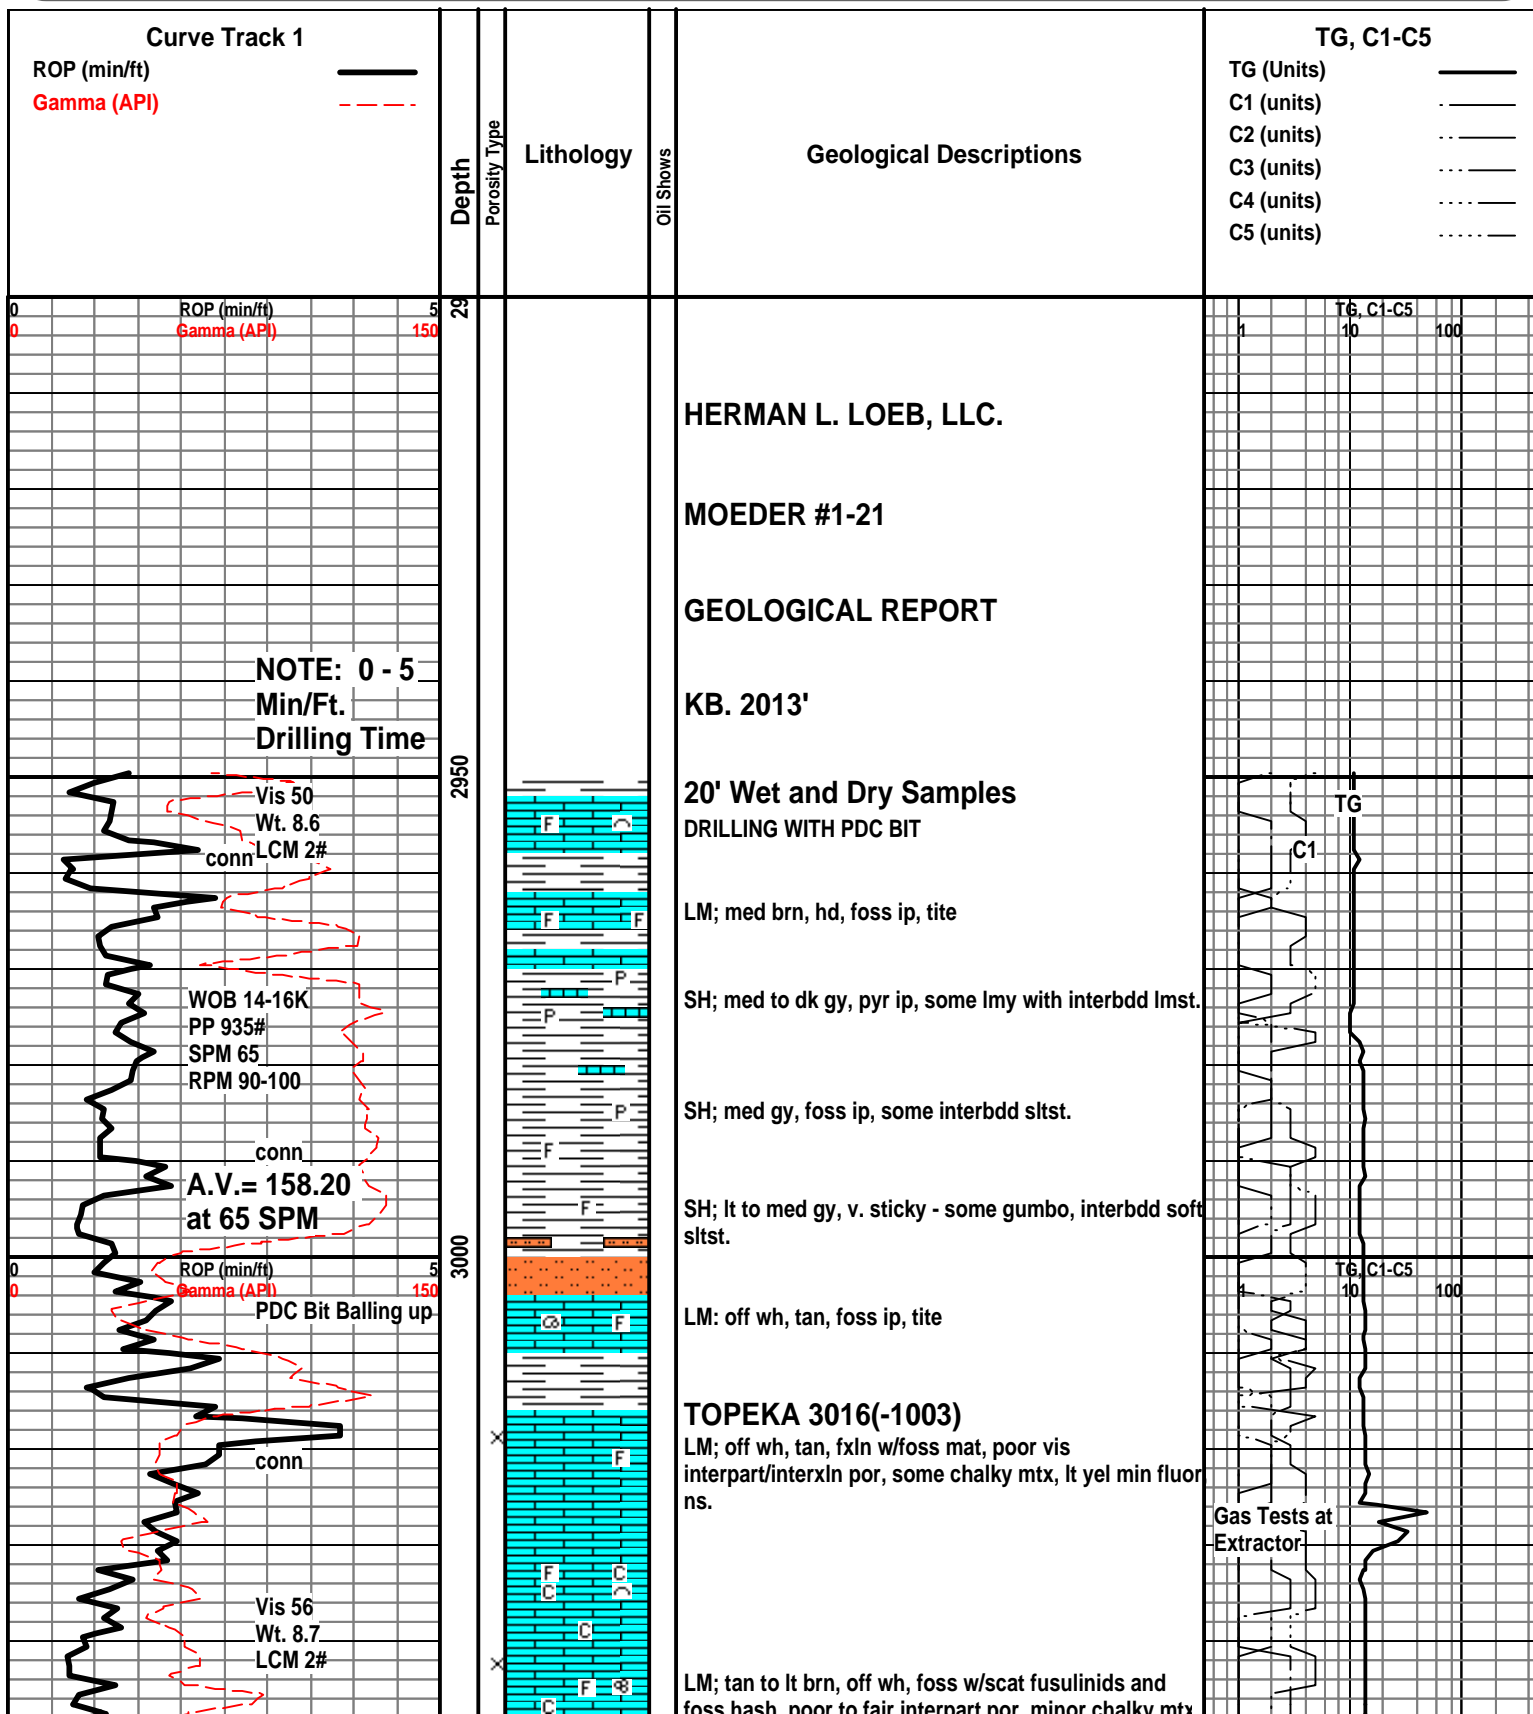 Curve Track 1
ROP (min/ft)
Gamma (API)
Depth
Porosity Type
Lithology
Oil Shows
Geological Descriptions
TG, C1-C5
TG (Units)
C1 (units)
C2 (units)
C3 (units)
C4 (units)
C5 (units)
0 ROP (min/ft) 5
0 Gamma (API) 150
29
TG, C1-C5
1 10 100
HERMAN L. LOEB, LLC.
MOEDER #1-21
GEOLOGICAL REPORT
NOTE: 0 - 5
Min/Ft.
Drilling Time
KB. 2013'
2950
20' Wet and Dry Samples
DRILLING WITH PDC BIT
Vis 50
Wt. 8.6
LCM 2#
conn
TG
C1
F
LM; med brn, hd, foss ip, tite
F F
P
SH; med to dk gy, pyr ip, some lmy with interbdd lmst.
P
WOB 14-16K
PP 935#
SPM 65
RPM 90-100
SH; med gy, foss ip, some interbdd sltst.
P
F
conn
A.V.= 158.20
at 65 SPM
SH; lt to med gy, v. sticky - some gumbo, interbdd soft
sltst.
F
3000
0 ROP (min/ft) 5
0 Gamma (API) 150
TG, C1-C5
1 10 100
PDC Bit Balling up
LM: off wh, tan, foss ip, tite
F
TOPEKA 3016(-1003)
LM; off wh, tan, fxln w/foss mat, poor vis
interpart/interxln por, some chalky mtx, lt yel min fluor
ns.
F
conn
Gas Tests at
Extractor
F C
C
C
Vis 56
Wt. 8.7
LCM 2#
LM; tan to lt brn, off wh, foss w/scat fusulinids and
foss hash, poor to fair interpart por, minor chalky mtx
F
C